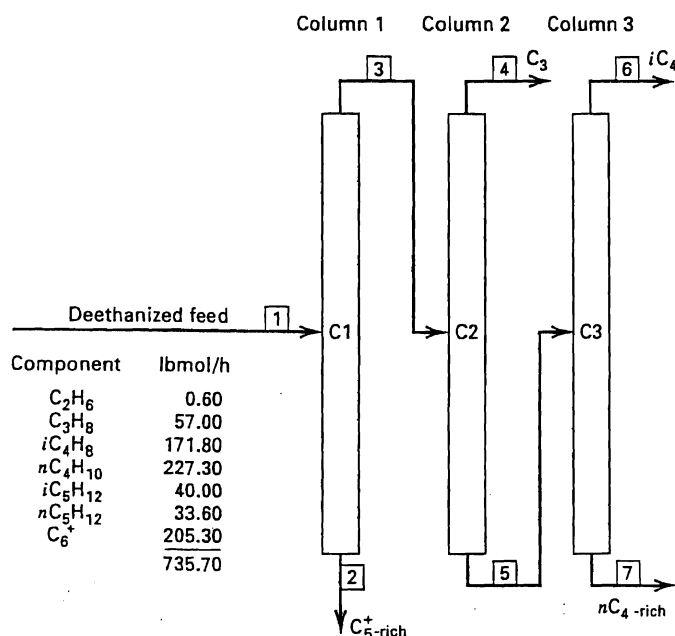 Column 1 Column 2 Column 3
3 4 C₃ 6 iC₄
Deethanized feed 1 C1 C2 C3
Component lbmol/h
C₂H₆ 0.60
C₃H₈ 57.00
iC₄H₈ 171.80
nC₄H₁₀ 227.30
iC₅H₁₂ 40.00
nC₅H₁₂ 33.60
C₆⁺ 205.30
735.70
2 5 7
C₅⁺-rich nC₄-rich